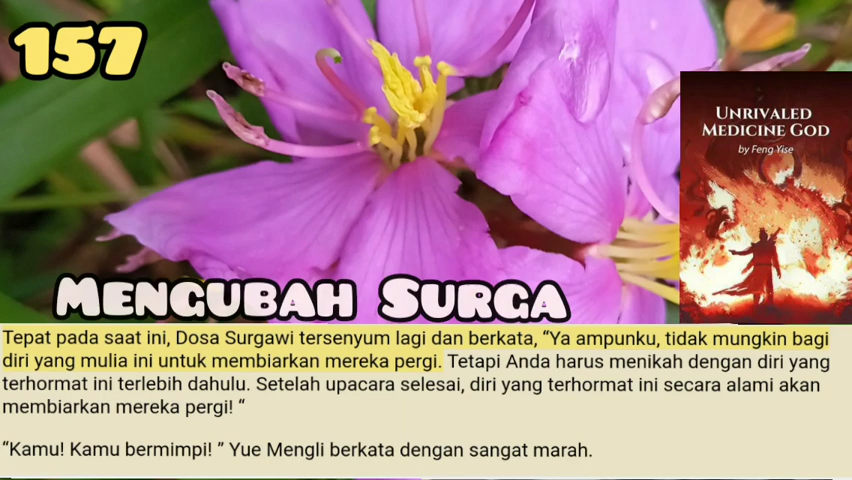 157
UNRIVALED
MEDICINE GOD
by Feng Yise
MENGUBAH SURGA
Tepat pada saat ini, Dosa Surgawi tersenyum lagi dan berkata, “Ya ampunku, tidak mungkin bagi
diri yang mulia ini untuk membiarkan mereka pergi. Tetapi Anda harus menikah dengan diri yang
terhormat ini terlebih dahulu. Setelah upacara selesai, diri yang terhormat ini secara alami akan
membiarkan mereka pergi! “
“Kamu! Kamu bermimpi! ” Yue Mengli berkata dengan sangat marah.